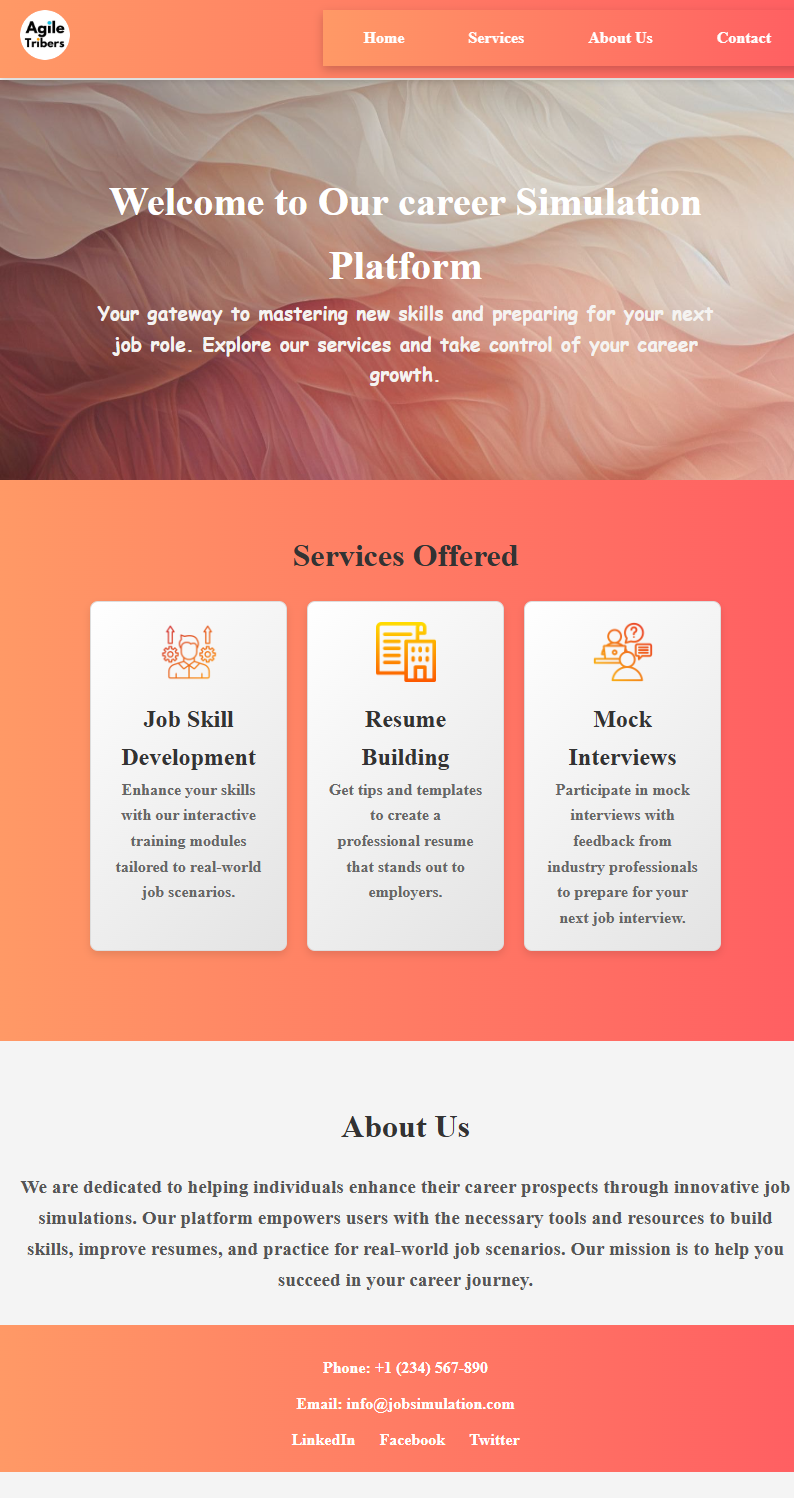 Agile
Tribers
Home Services About Us Contact
Welcome to Our career Simulation
Platform
Your gateway to mastering new skills and preparing for your next
job role. Explore our services and take control of your career
growth.
Services Offered
Job Skill
Development
Enhance your skills
with our interactive
training modules
tailored to real-world
job scenarios.
Resume
Building
Get tips and templates
to create a
professional resume
that stands out to
employers.
?
Mock
Interviews
Participate in mock
interviews with
feedback from
industry professionals
to prepare for your
next job interview.
About Us
We are dedicated to helping individuals enhance their career prospects through innovative job
simulations. Our platform empowers users with the necessary tools and resources to build
skills, improve resumes, and practice for real-world job scenarios. Our mission is to help you
succeed in your career journey.
Phone: +1 (234) 567-890
Email: info@jobsimulation.com
LinkedIn Facebook Twitter